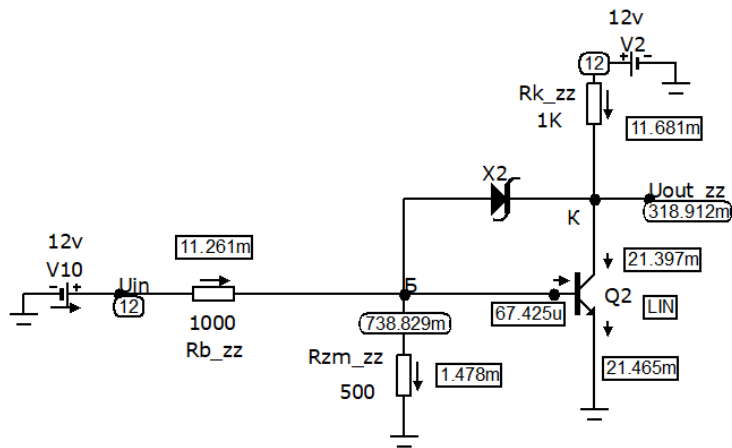 12v
V2
12
Rk_zz
1K
11.681m
X2
Uout_zz
318.912m
К
12v
V10
Uin
12
11.261m
1000
Rb_zz
Б
738.829m
67.425u
21.397m
Q2
LIN
Rzm_zz
500
1.478m
21.465m